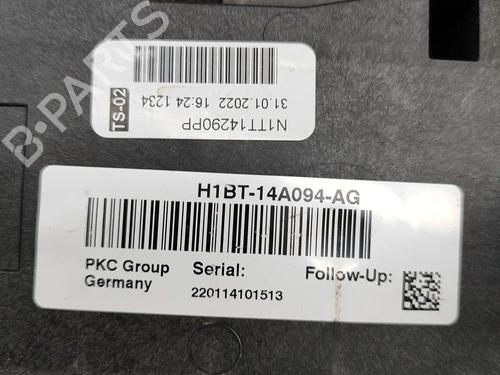 B-PARTS
TS-02
31.01.2022 16:24 1234
N1TT14290PP
H1BT-14A094-AG
PKC Group
Germany
Serial:
220114101513
Follow-Up: